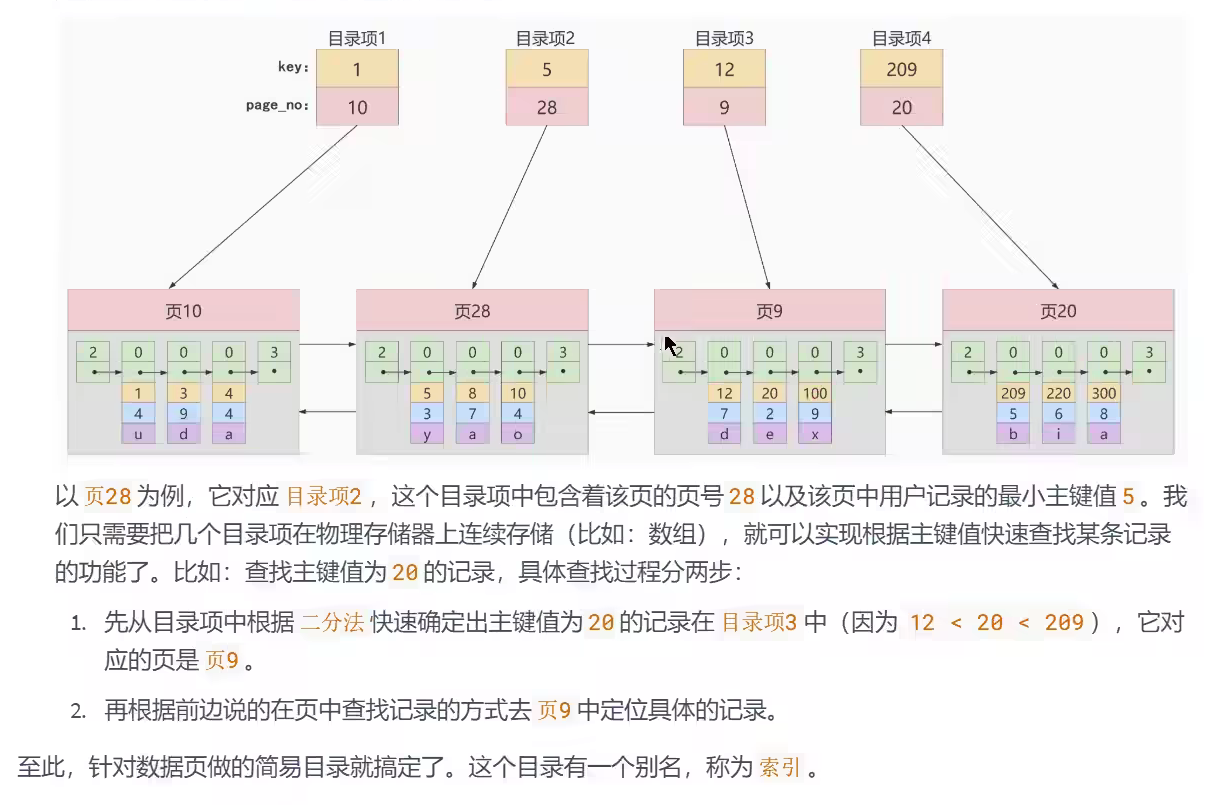 目录项1 目录项2 目录项3 目录项4
key: 1 5 12 209
page_no: 10 28 9 20
页10 页28 页9 页20
2 0 0 0 3 2 0 0 0 3 2 0 0 0 3 2 0 0 0 3
1 3 4 5 8 10 12 20 100 209 220 300
4 9 4 3 7 4 7 2 9 5 6 8
u d a y a o d e x b i a
以 页28 为例，它对应 目录项2 ，这个目录项中包含着该页的页号 28 以及该页中用户记录的最小主键值 5 。我
们只需要把几个目录项在物理存储器上连续存储（比如：数组），就可以实现根据主键值快速查找某条记录
的功能了。比如：查找主键值为 20 的记录，具体查找过程分两步：
1. 先从目录项中根据 二分法 快速确定出主键值为 20 的记录在 目录项3 中（因为 12 < 20 < 209 ），它对
应的页是 页9 。
2. 再根据前边说的在页中查找记录的方式去 页9 中定位具体的记录。
至此，针对数据页做的简易目录就搞定了。这个目录有一个别名，称为 索引 。